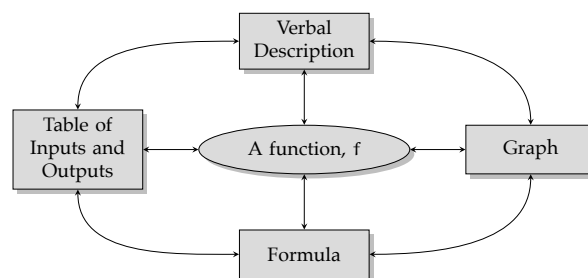 Verbal
Description
Table of
Inputs and
Outputs
A function, f
Graph
Formula